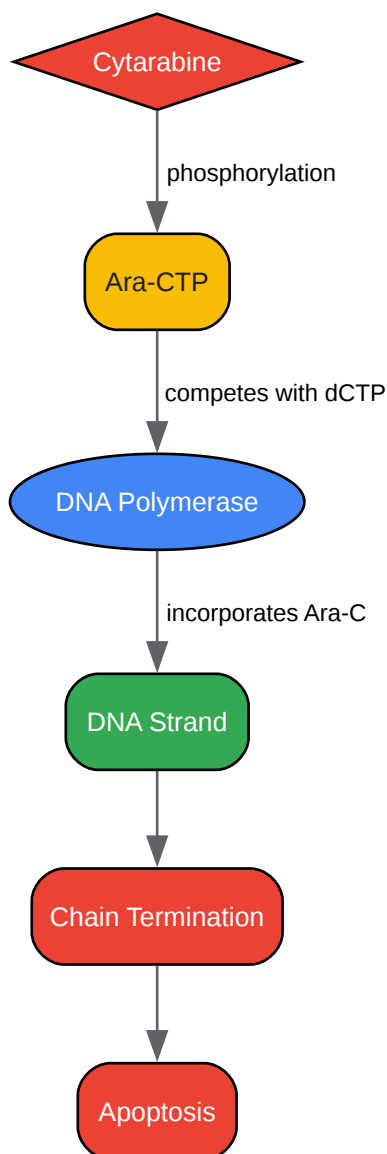 Cytarabine
phosphorylation
Ara-CTP
competes with dCTP
DNA Polymerase
incorporates Ara-C
DNA Strand
Chain Termination
Apoptosis